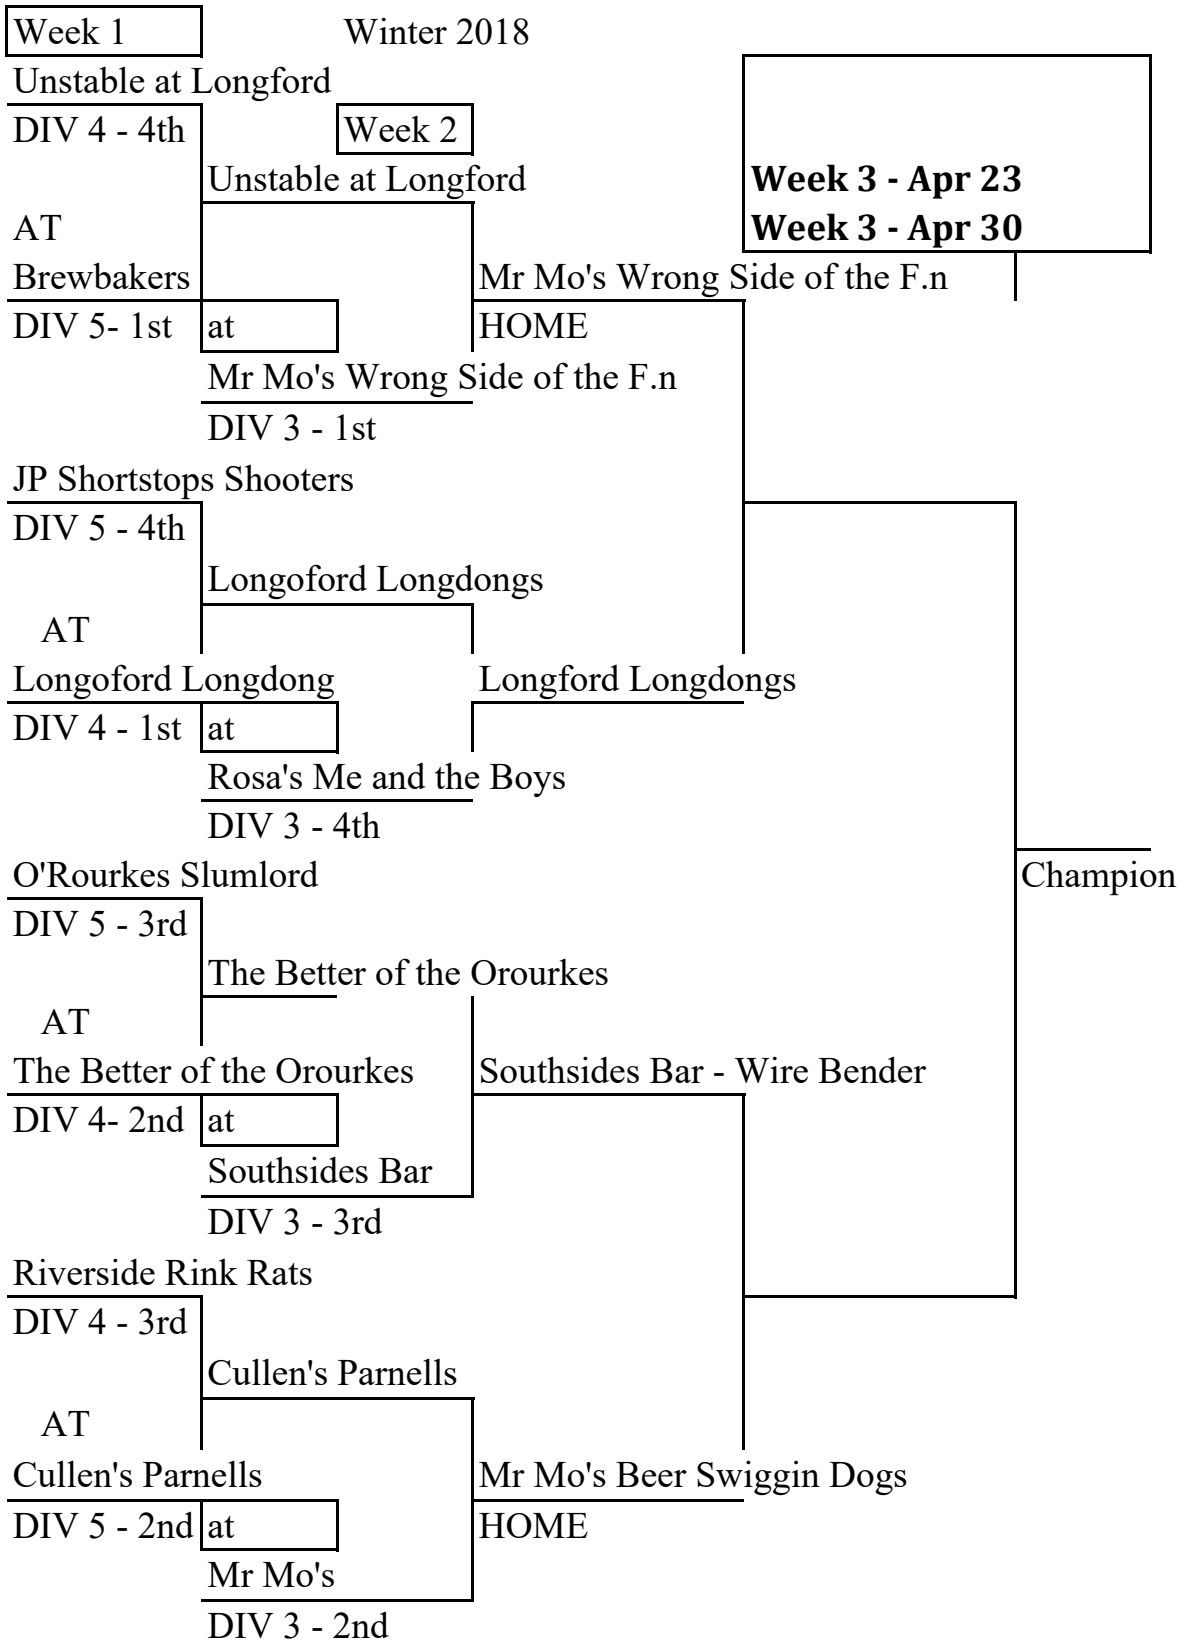 Week 1 Winter 2018
Unstable at Longford
DIV 4 - 4th Week 2
Unstable at Longford Week 3 - Apr 23
AT Week 3 - Apr 30
Brewbakers Mr Mo's Wrong Side of the F.n
DIV 5- 1st at HOME
Mr Mo's Wrong Side of the F.n
DIV 3 - 1st
JP Shortstops Shooters
DIV 5 - 4th
Longoford Longdongs
AT
Longoford Longdong Longford Longdongs
DIV 4 - 1st at
Rosa's Me and the Boys
DIV 3 - 4th
O'Rourkes Slumlord Champion
DIV 5 - 3rd
The Better of the Orourkes
AT
The Better of the Orourkes Southsides Bar - Wire Bender
DIV 4- 2nd at
Southsides Bar
DIV 3 - 3rd
Riverside Rink Rats
DIV 4 - 3rd
Cullen's Parnells
AT
Cullen's Parnells Mr Mo's Beer Swiggin Dogs
DIV 5 - 2nd at HOME
Mr Mo's
DIV 3 - 2nd